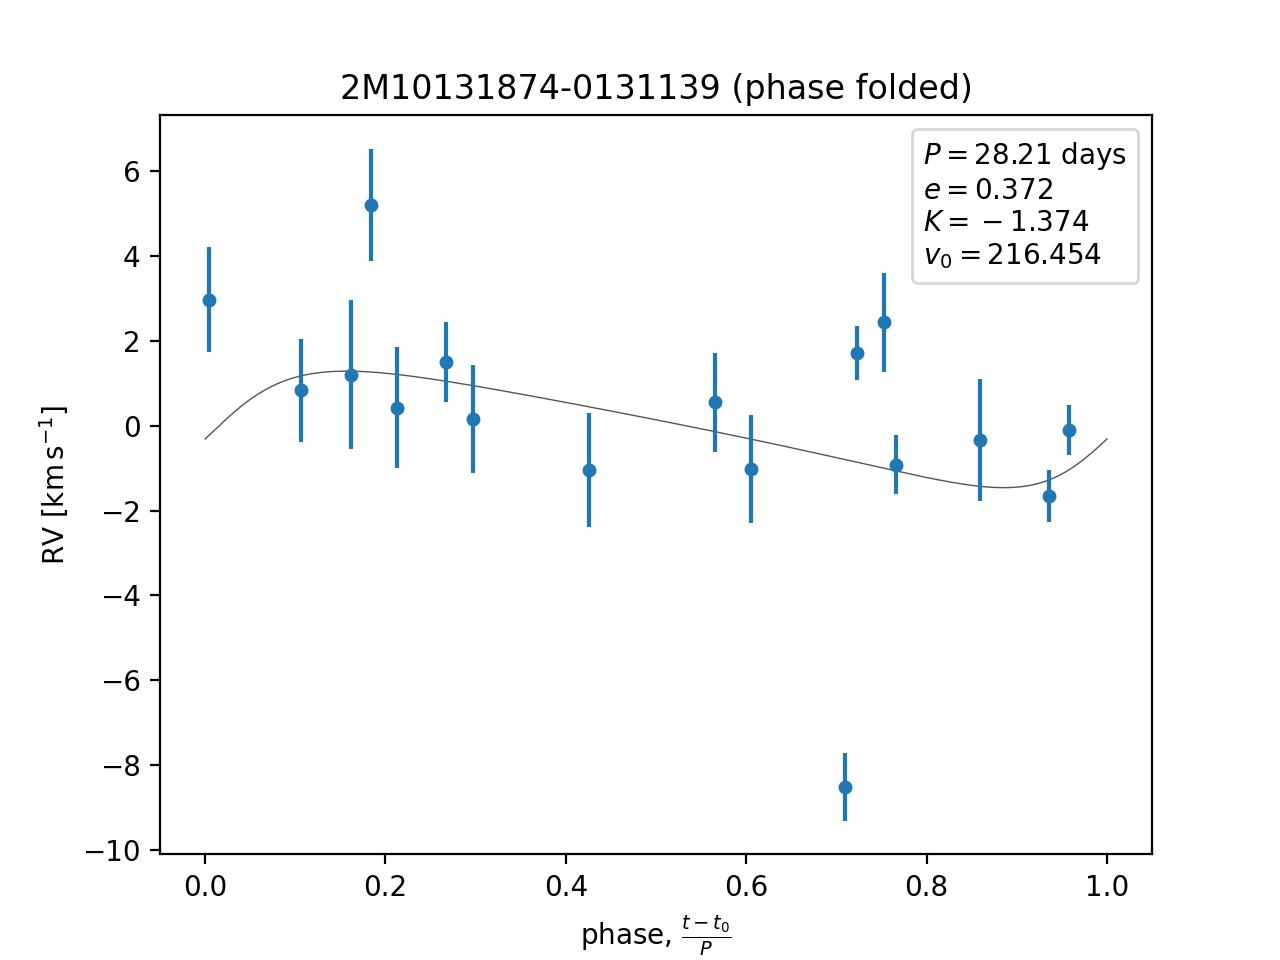 2M10131874-0131139 (phase folded)
P = 28.21 days
e = 0.372
K = −1.374
v₀ = 216.454
6
4
2
0
−2
−4
−6
−8
−10
RV [km s⁻¹]
0.0 0.2 0.4 0.6 0.8 1.0
phase, (t − t₀)/P